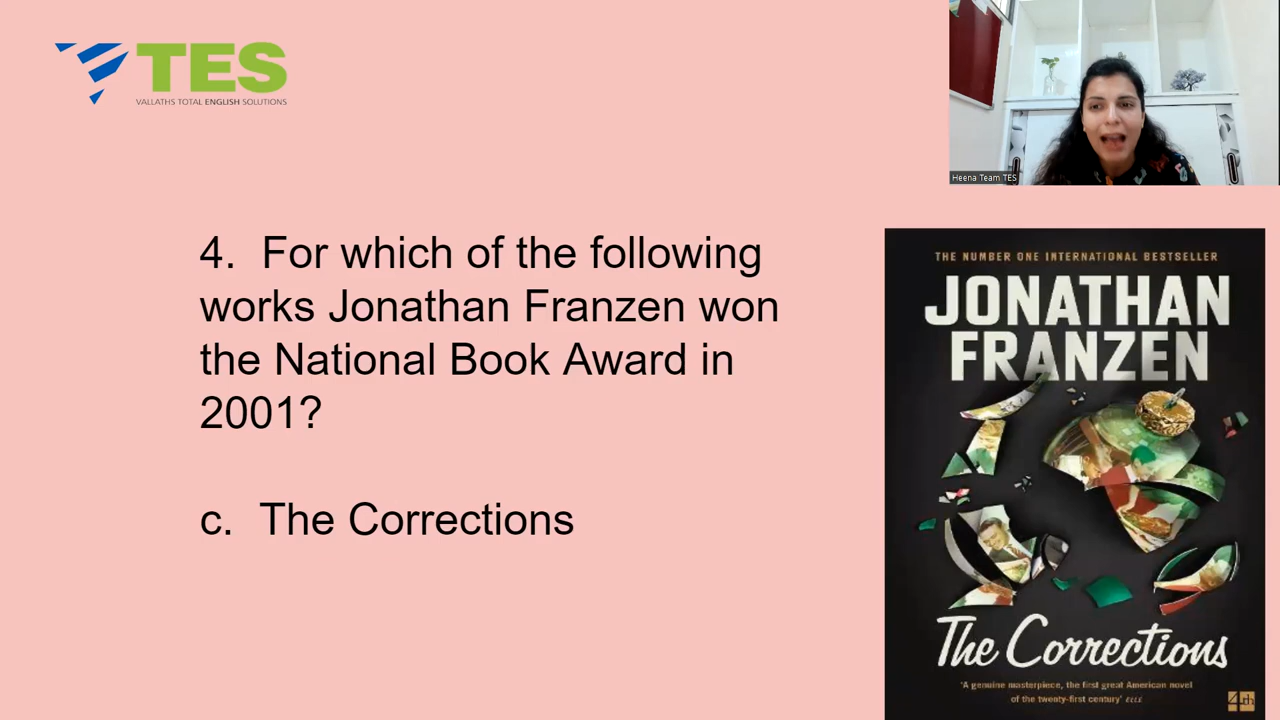 TES
VALLATHS TOTAL ENGLISH SOLUTIONS
Heena Team TES
4. For which of the following
works Jonathan Franzen won
the National Book Award in
2001?
c. The Corrections
THE NUMBER ONE INTERNATIONAL BESTSELLER
JONATHAN
FRANZEN
The Corrections
'A genuine masterpiece, the first great American novel
of the twenty-first century' ELLE
4th